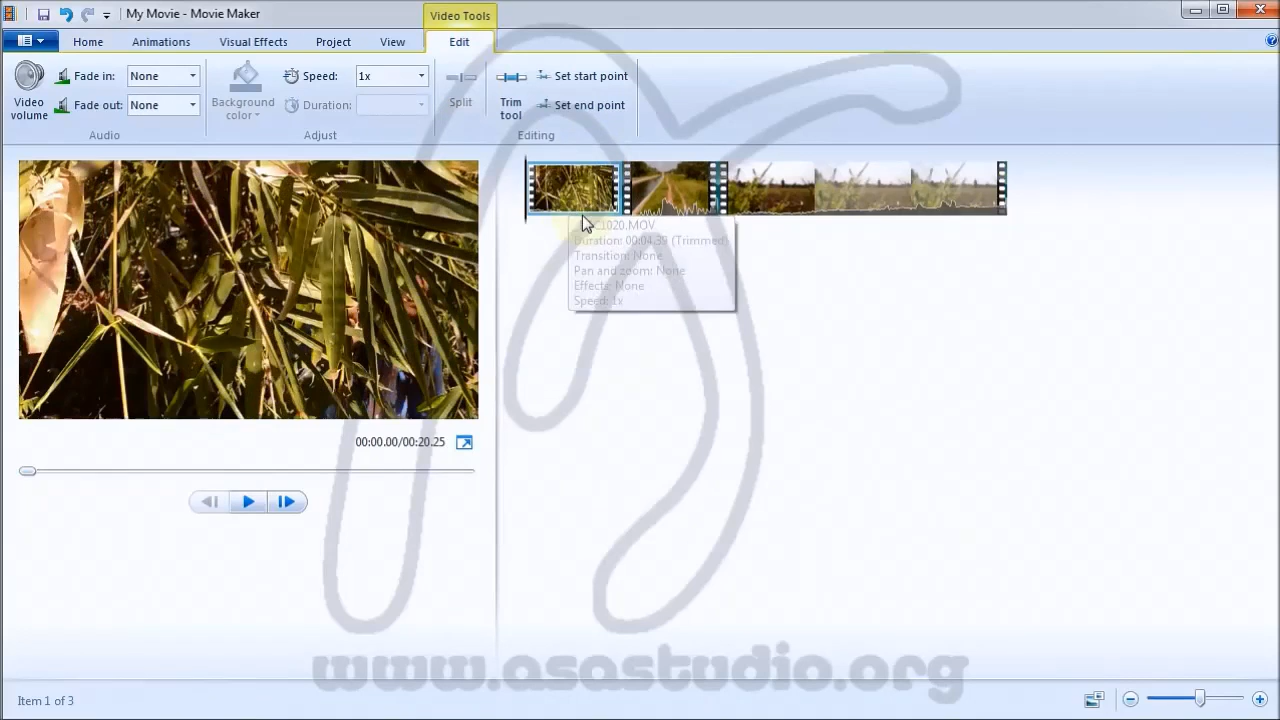 My Movie - Movie Maker
Video Tools
Home
Animations
Visual Effects
Project
View
Edit
Video volume
Fade in: None
Fade out: None
Audio
Background color
Speed: 1x
Duration:
Adjust
Split
Trim tool
Set start point
Set end point
Editing
1020.MOV
Duration: 00:04.39 (Trimmed)
Transition: None
Pan and zoom: None
Effects: None
Speed: 1x
00:00.00/00:20.25
www.asastudio.org
Item 1 of 3